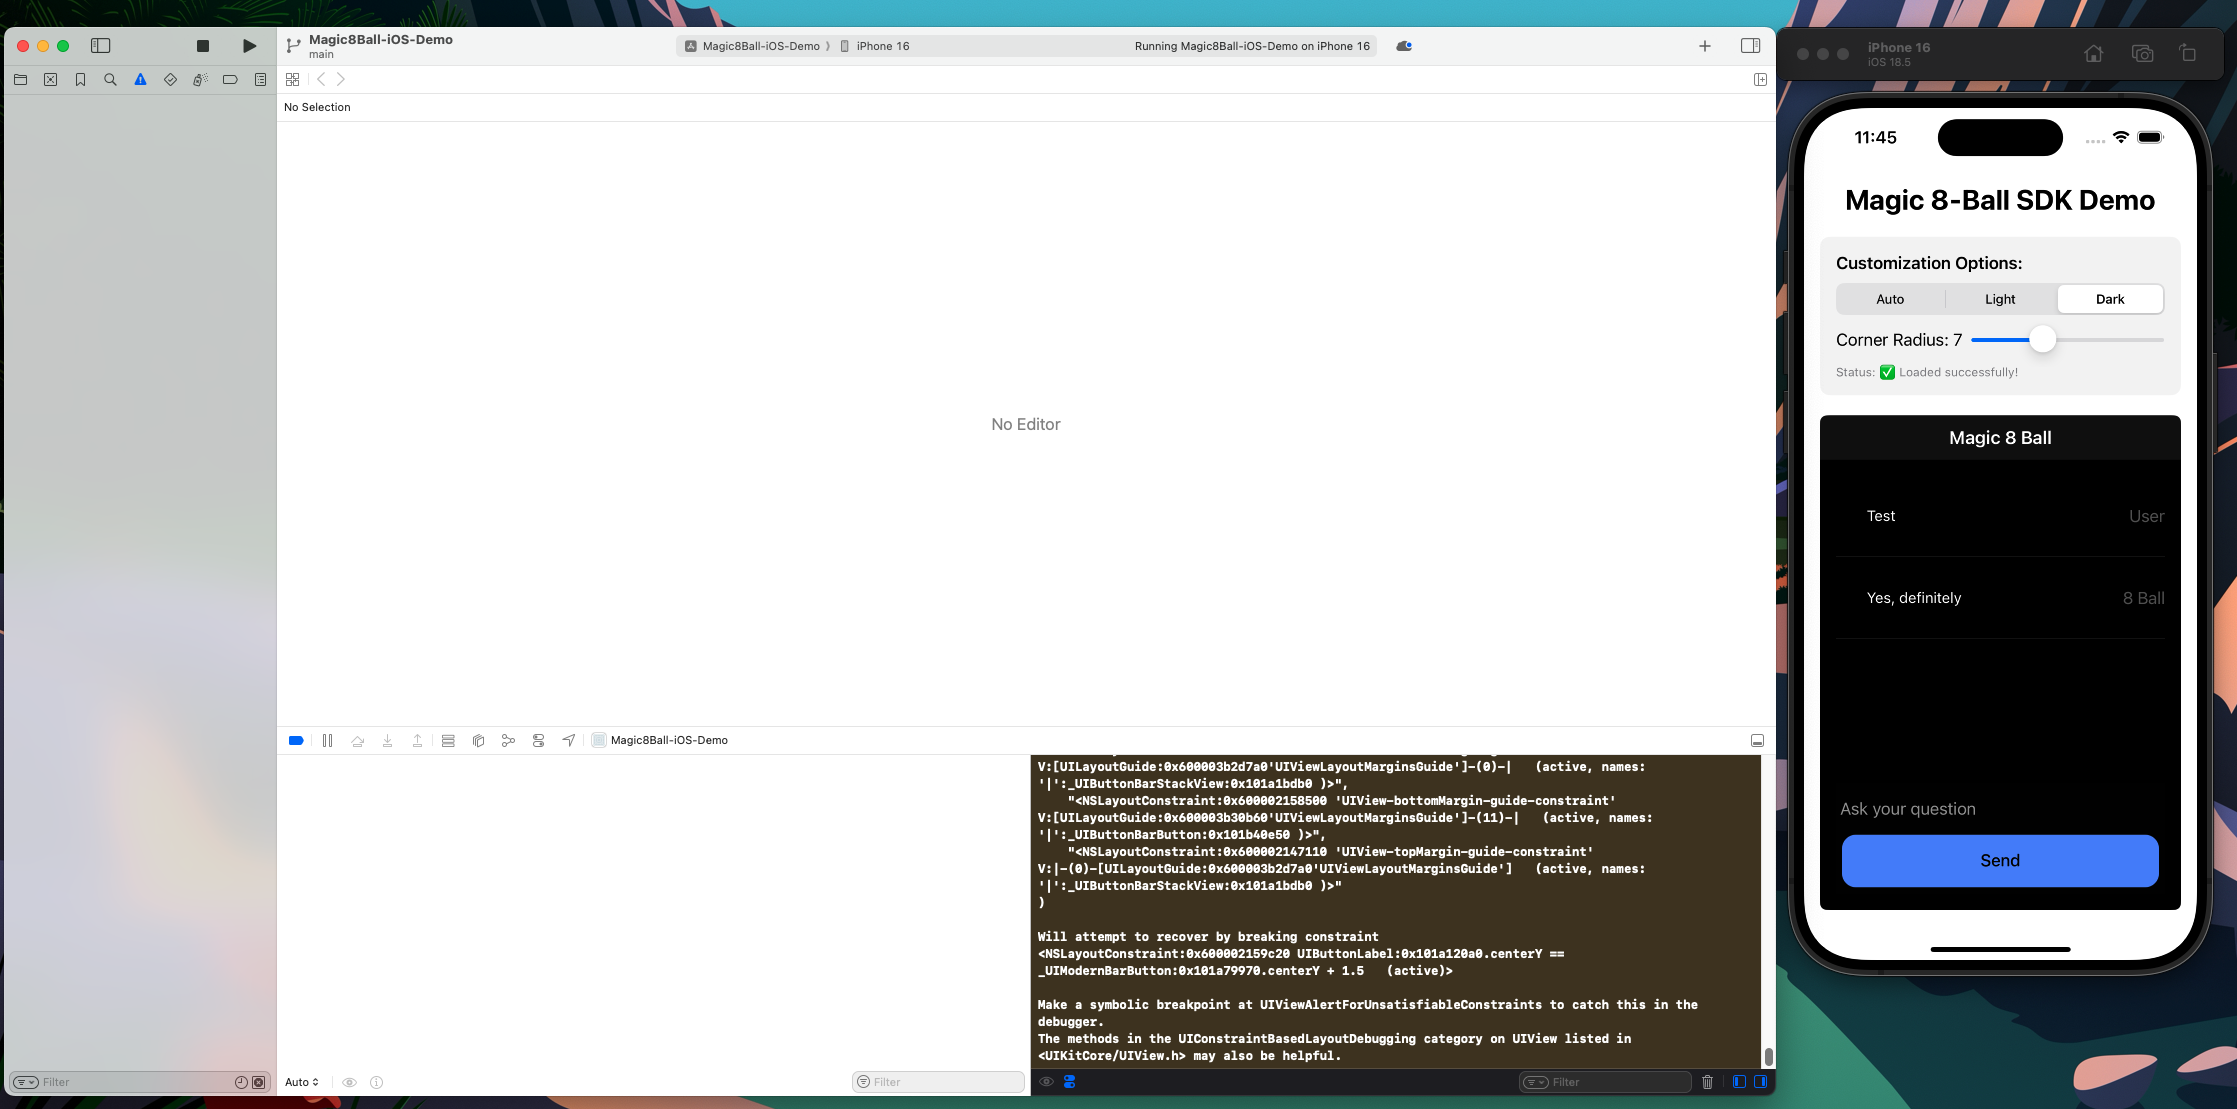 Magic8Ball-iOS-Demo
main
Magic8Ball-iOS-Demo
iPhone 16
Running Magic8Ball-iOS-Demo on iPhone 16
No Selection
No Editor
Magic8Ball-iOS-Demo
V:[UILayoutGuide:0x600003b2d7a0'UIViewLayoutMarginsGuide']-(0)-|   (active, names:
'|':_UIButtonBarStackView:0x101a1bdb0 )>",
    "<NSLayoutConstraint:0x600002158500 'UIView-bottomMargin-guide-constraint'
V:[UILayoutGuide:0x600003b30b60'UIViewLayoutMarginsGuide']-(11)-|   (active, names:
'|':_UIButtonBarButton:0x101b40e50 )>",
    "<NSLayoutConstraint:0x600002147110 'UIView-topMargin-guide-constraint'
V:|-(0)-[UILayoutGuide:0x600003b2d7a0'UIViewLayoutMarginsGuide']   (active, names:
'|':_UIButtonBarStackView:0x101a1bdb0 )>"
)
Will attempt to recover by breaking constraint
<NSLayoutConstraint:0x600002159c20 UIButtonLabel:0x101a120a0.centerY ==
_UIModernBarButton:0x101a79970.centerY + 1.5   (active)>
Make a symbolic breakpoint at UIViewAlertForUnsatisfiableConstraints to catch this in the
debugger.
The methods in the UIConstraintBasedLayoutDebugging category on UIView listed in
<UIKitCore/UIView.h> may also be helpful.
Filter
Auto
Filter
Filter
iPhone 16
iOS 18.5
11:45
Magic 8-Ball SDK Demo
Customization Options:
Auto
Light
Dark
Corner Radius: 7
Status: ✅ Loaded successfully!
Magic 8 Ball
Test
User
Yes, definitely
8 Ball
Ask your question
Send